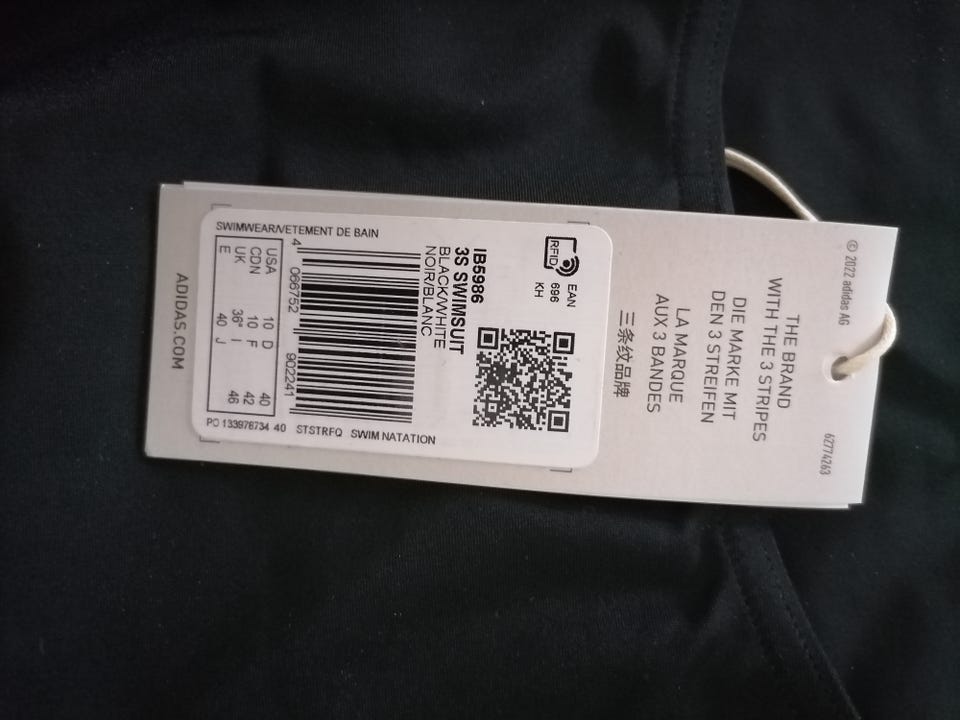 © 2022 adidas AG
62774263
THE BRAND
WITH THE 3 STRIPES
DIE MARKE MIT
DEN 3 STREIFEN
LA MARQUE
AUX 3 BANDES
三条纹品牌
RFID
EAN
696
KH
IB5986
3S SWIMSUIT
BLACK/WHITE
NOIR/BLANC
4 066752 902241
SWIMWEAR/VETEMENT DE BAIN
STSTRFQ SWIM NATATION
USA 10 D 40
CDN 10 F 42
UK 36" I 46
E 40 J
PO 133978734 40
ADIDAS.COM